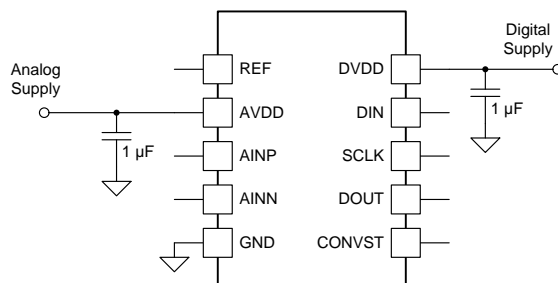 Analog
Supply
1 µF
REF
AVDD
AINP
AINN
GND
DVDD
DIN
SCLK
DOUT
CONVST
Digital
Supply
1 µF